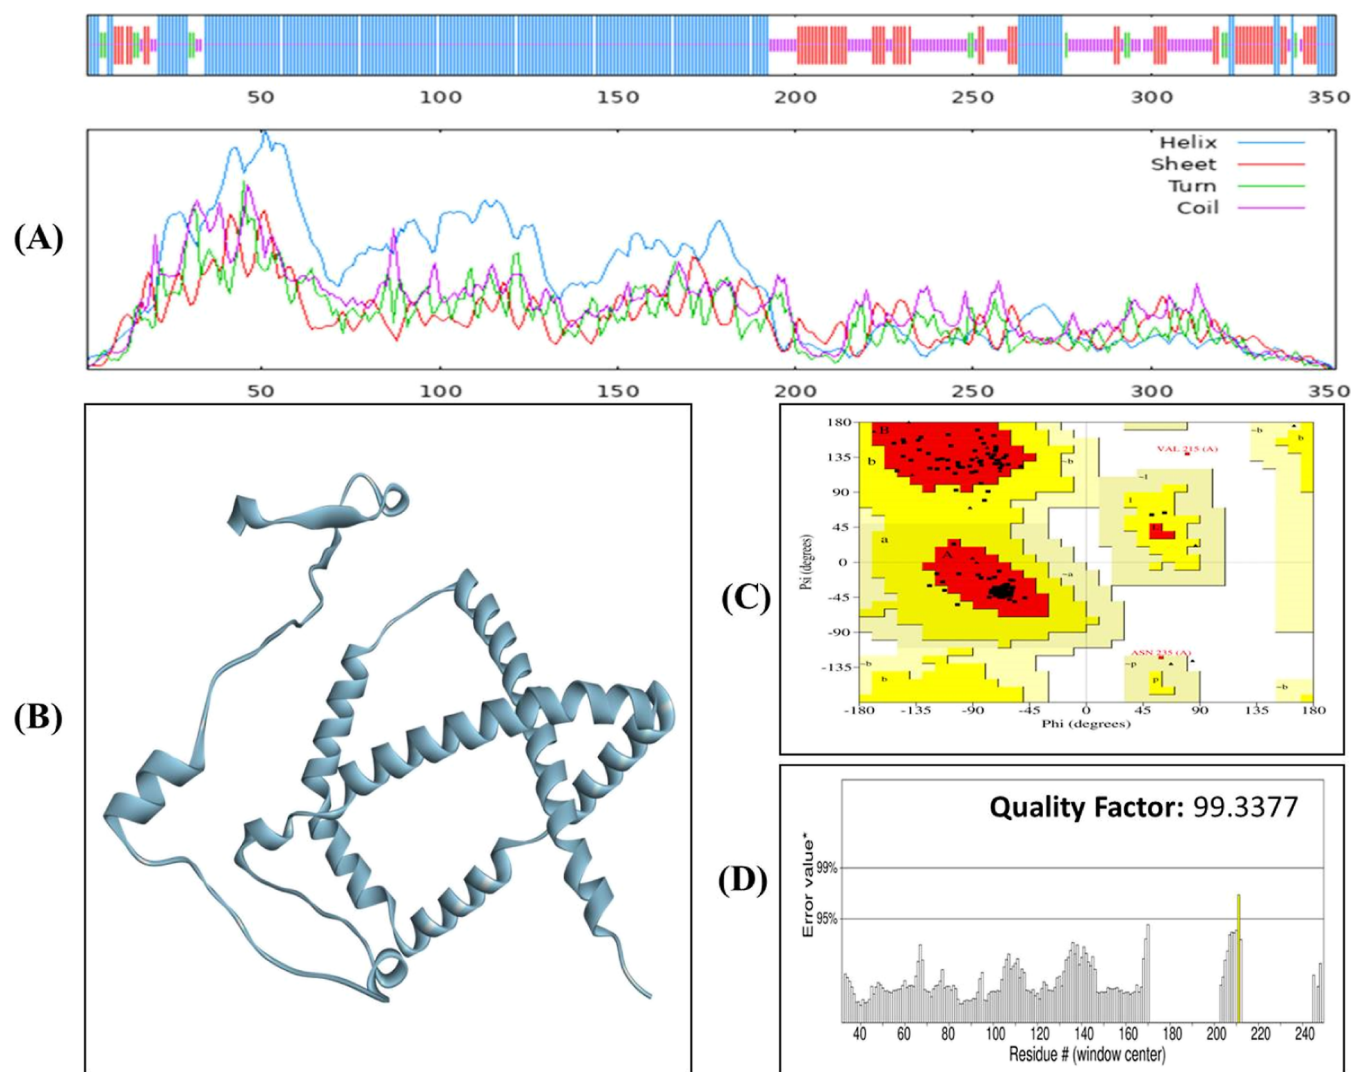 50 100 150 200 250 300 350
Helix
Sheet
Turn
Coil
(A)
50 100 150 200 250 300 350
(B)
(C)
180
135
90
45
0
-45
-90
-135
Psi (degrees)
B
b
~b
~b
b
VAL 215 (A)
~l
l
L
a
A
~a
ASN 235 (A)
~b
b
~p
p
~b
-180 -135 -90 -45 0 45 90 135 180
Phi (degrees)
(D)
Quality Factor: 99.3377
Error value*
99%
95%
40 60 80 100 120 140 160 180 200 220 240
Residue # (window center)